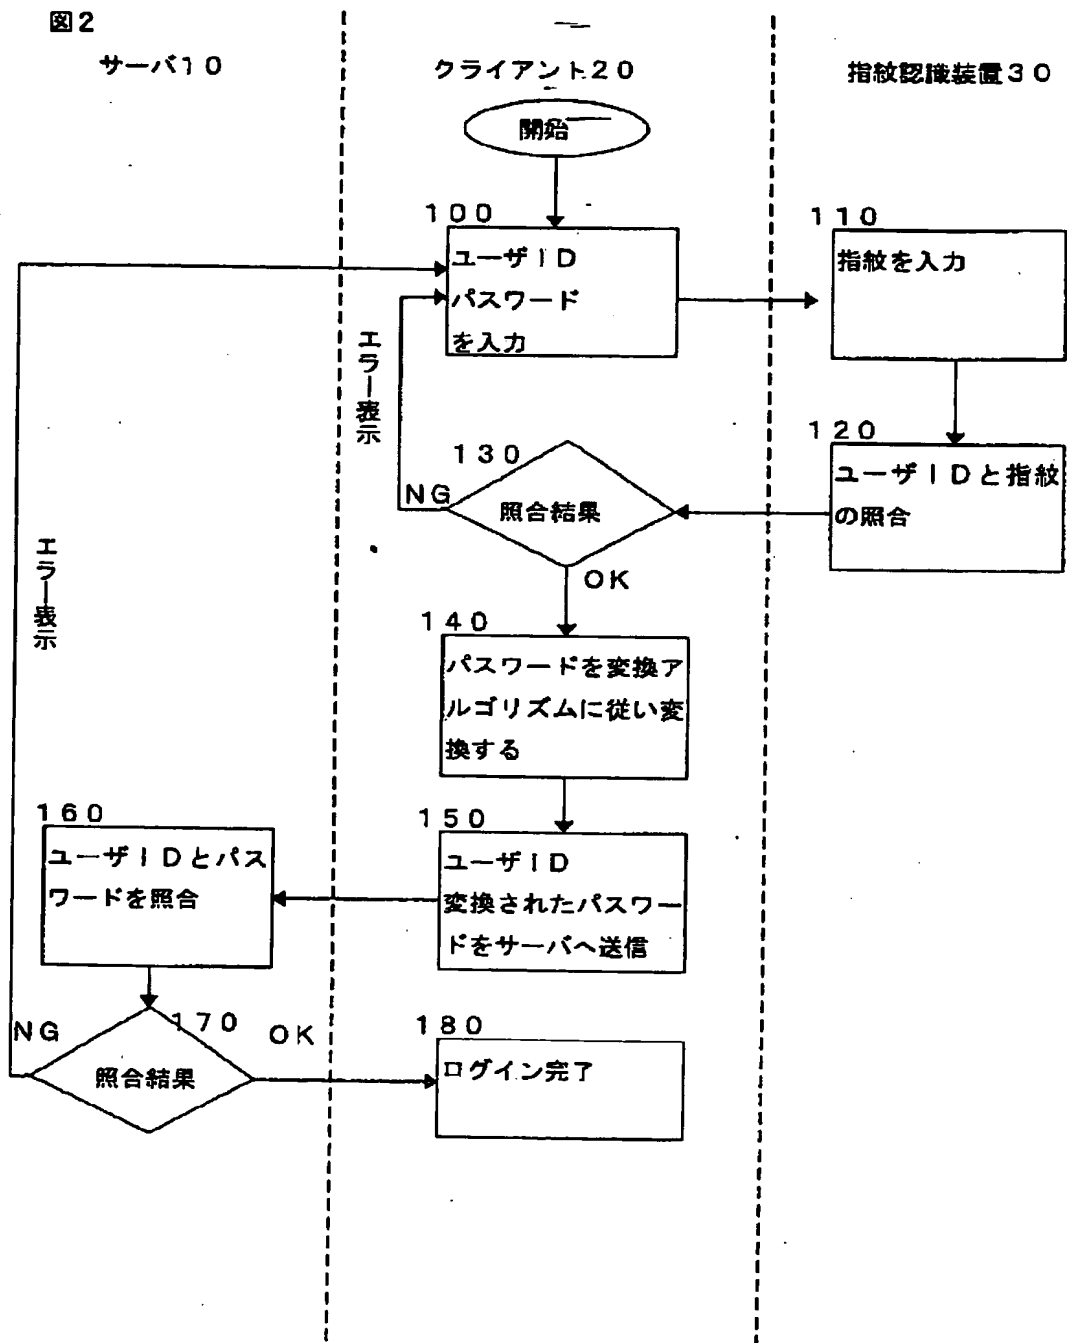 図2
サーバ10
クライアント20
指紋認識装置30
開始
100
ユーザID
パスワード
を入力
110
指紋を入力
エラー表示
120
ユーザIDと指紋
の照合
130
NG
照合結果
OK
エラー表示
140
パスワードを変換ア
ルゴリズムに従い変
換する
150
ユーザID
変換されたパスワー
ドをサーバへ送信
160
ユーザIDとパス
ワードを照合
170
NG
OK
照合結果
180
ログイン完了